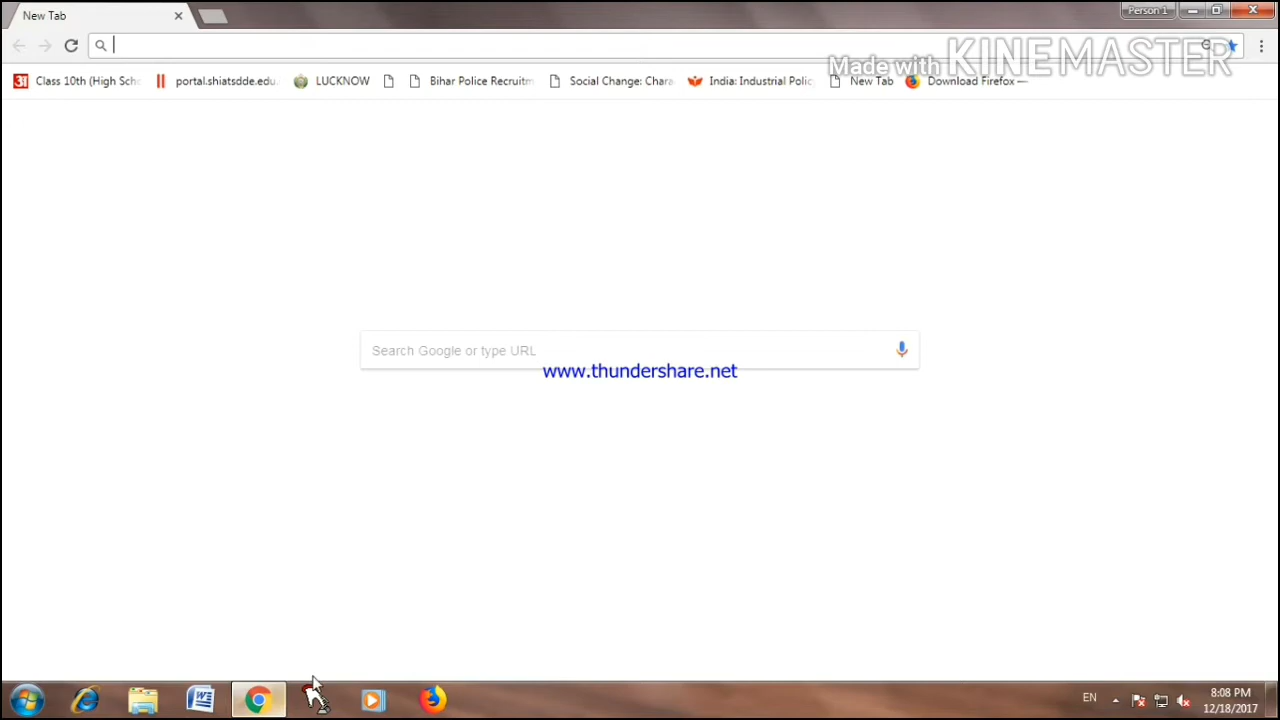 New Tab
Person 1
Made with KINEMASTER
Class 10th (High Sch
portal.shiatsdde.edu
LUCKNOW
Bihar Police Recruitm
Social Change: Chara
India: Industrial Polic
New Tab
Download Firefox —
Search Google or type URL
www.thundershare.net
EN
8:08 PM
12/18/2017